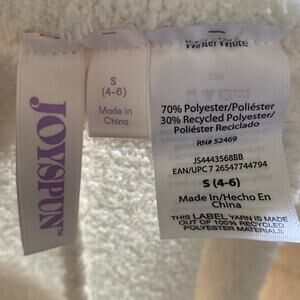 JOYSPUN™
S
(4-6)
Made in
China
Winter White
70% Polyester/Poliéster
30% Recycled Polyester/
Poliéster Reciclado
RN# 52469
JS4443568BB
EAN/UPC 7 26547744794
S (4-6)
Made In/Hecho En
China
THIS LABEL YARN IS MADE
OUT OF 100% RECYCLED
POLYESTER MATERIALS